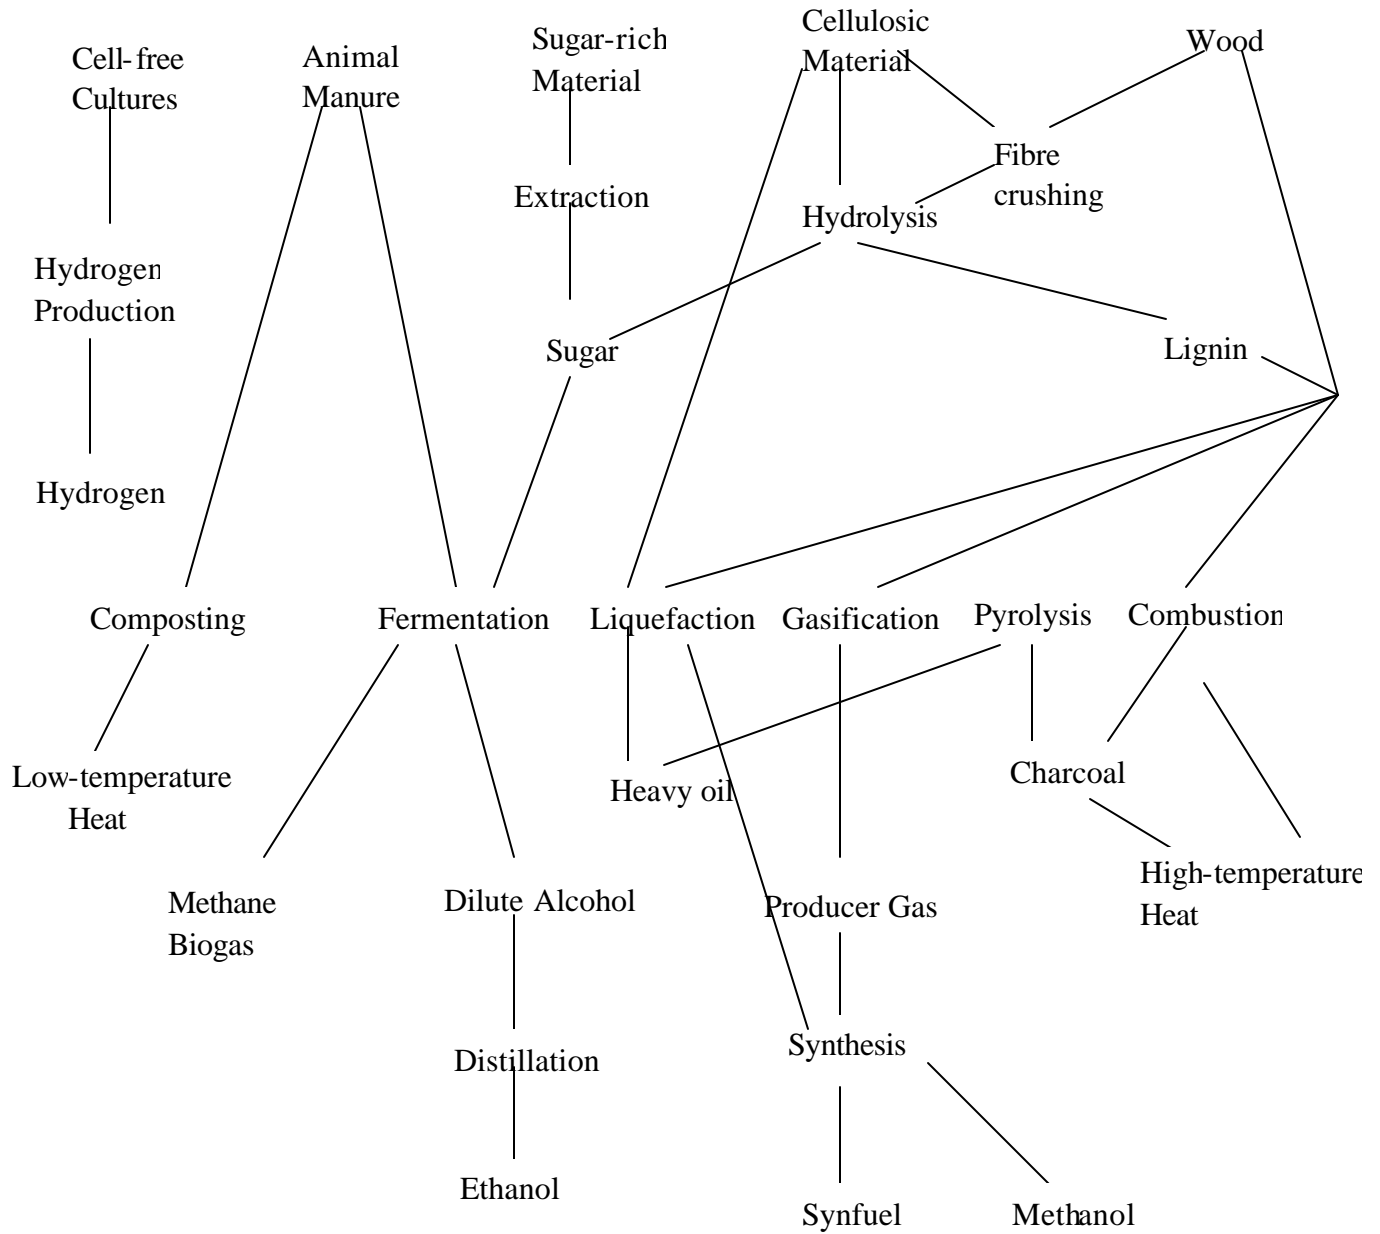 Cell-free
Cultures
Animal
Manure
Sugar-rich
Material
Cellulosic
Material
Wood
Fibre
crushing
Extraction
Hydrolysis
Hydrogen
Production
Sugar
Lignin
Hydrogen
Composting
Fermentation
Liquefaction
Gasification
Pyrolysis
Combustion
Low-temperature
Heat
Heavy oil
Charcoal
High-temperature
Heat
Methane
Biogas
Dilute Alcohol
Producer Gas
Distillation
Synthesis
Ethanol
Synfuel
Methanol